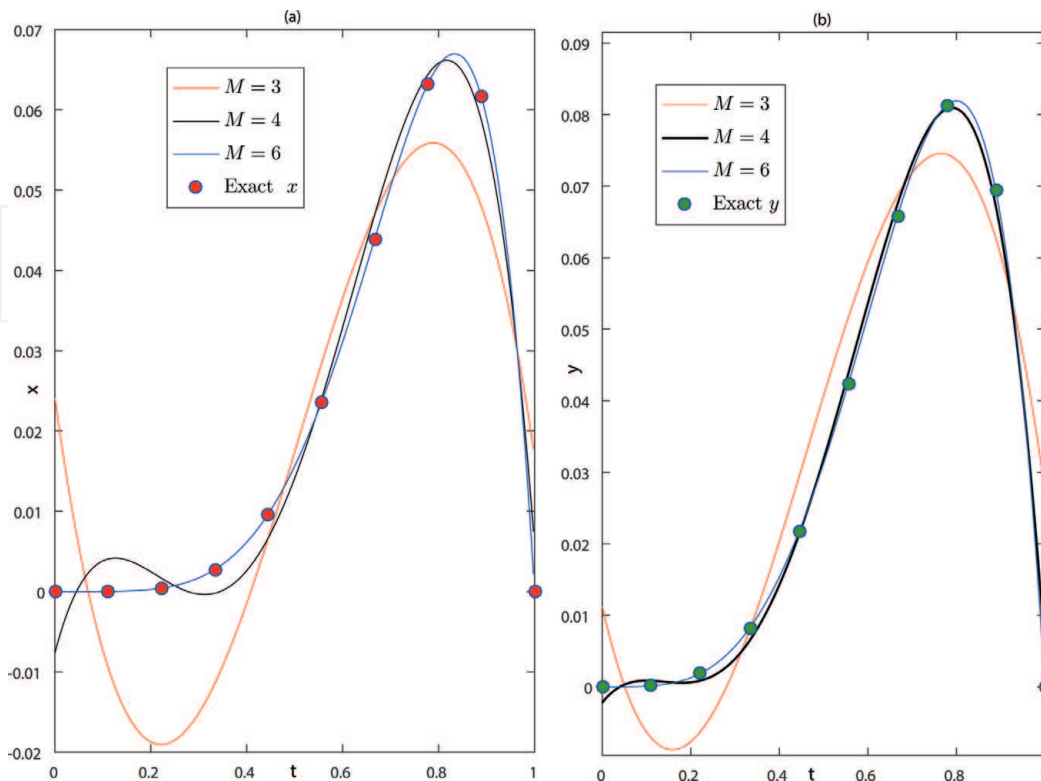 (a)
0.07
0.06
0.05
0.04
0.03
0.02
0.01
0
-0.01
-0.02
x
M = 3
M = 4
M = 6
Exact x
0 0.2 0.4 0.6 0.8 1
t
(b)
0.09
0.08
0.07
0.06
0.05
0.04
0.03
0.02
0.01
0
y
M = 3
M = 4
M = 6
Exact y
0 0.2 0.4 0.6 0.8
t